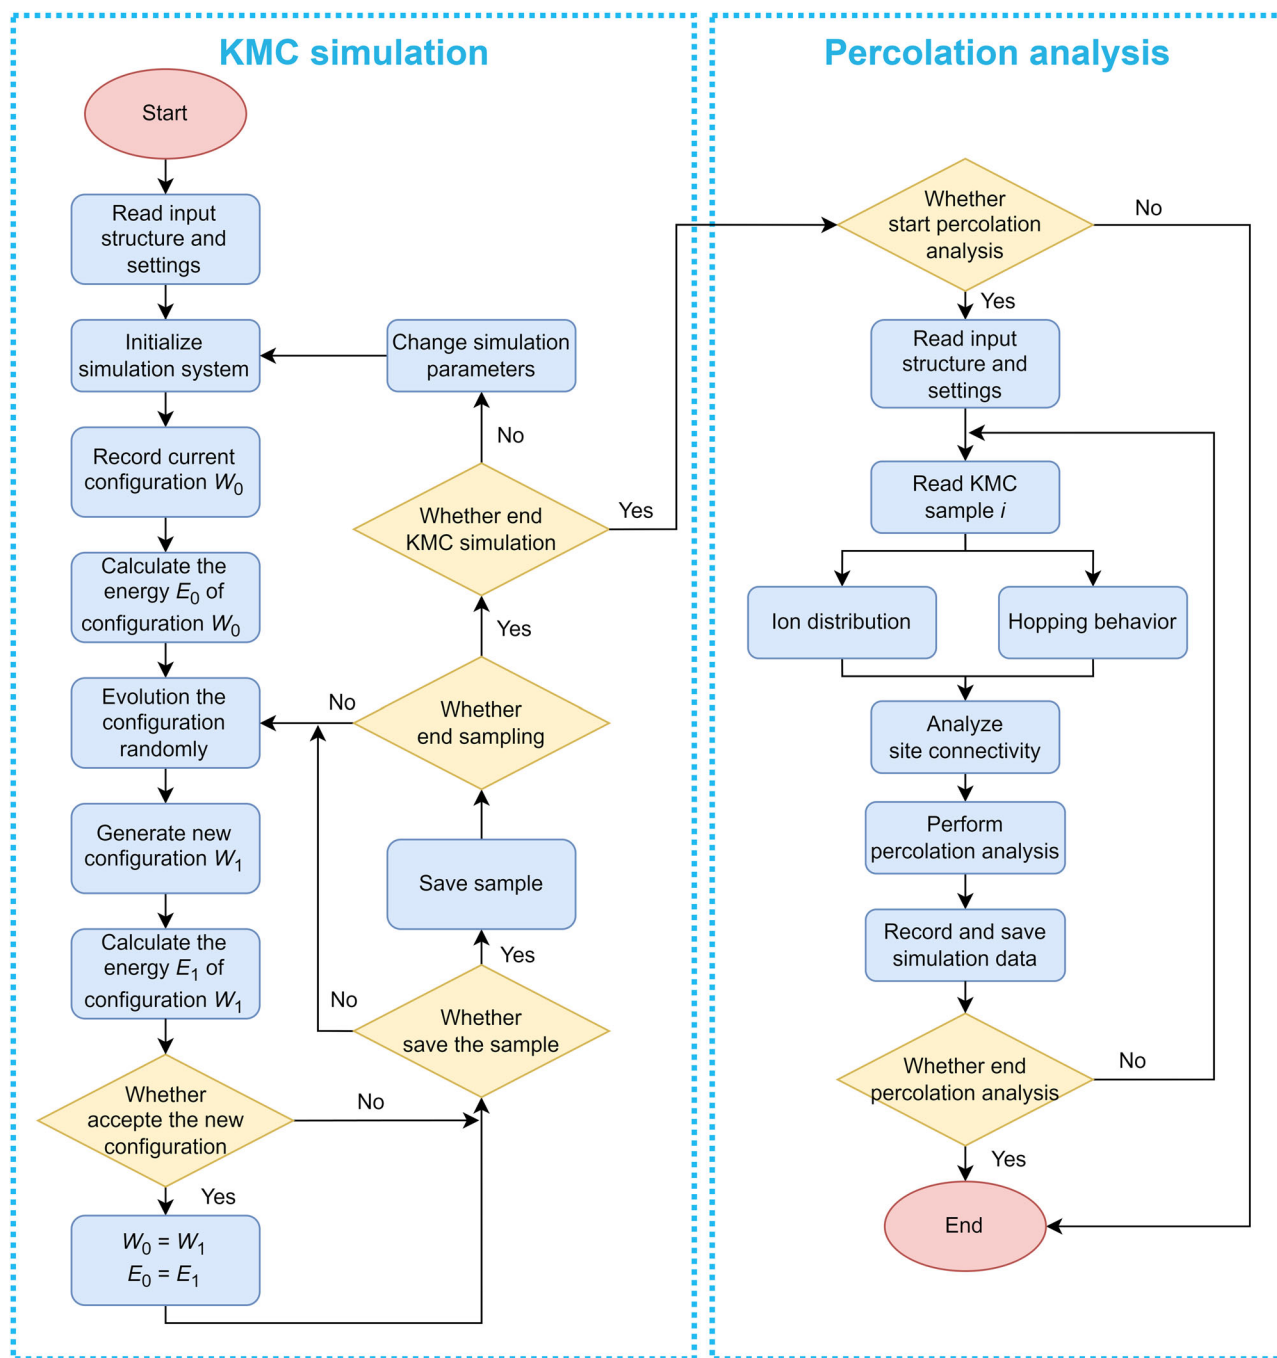 KMC simulation
Start
Read input
structure and
settings
Initialize
simulation system
Record current
configuration W₀
Calculate the
energy E₀ of
configuration W₀
Evolution the
configuration
randomly
Generate new
configuration W₁
Calculate the
energy E₁ of
configuration W₁
Whether
accepte the new
configuration
No
Yes
W₀ = W₁
E₀ = E₁
Change simulation
parameters
No
Whether end
KMC simulation
Yes
Yes
No
Whether
end sampling
Save sample
Yes
No
Whether
save the sample
Percolation analysis
Whether
start percolation
analysis
No
Yes
Read input
structure and
settings
Read KMC
sample i
Ion distribution
Hopping behavior
Analyze
site connectivity
Perform
percolation analysis
Record and save
simulation data
Whether end
percolation analysis
No
Yes
End